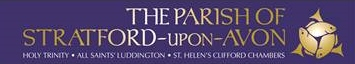 THE PARISH OF
STRATFORD-UPON-AVON
HOLY TRINITY • ALL SAINTS' LUDDINGTON • ST. HELEN'S CLIFFORD CHAMBERS